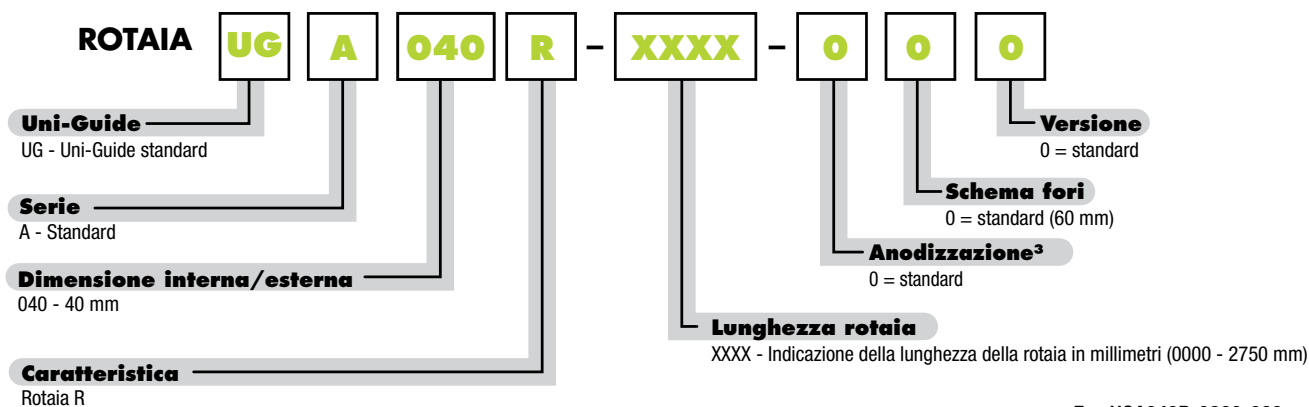 ROTAIA UG A 040 R – XXXX – 0 0 0
Uni-Guide
UG - Uni-Guide standard
Serie
A - Standard
Dimensione interna/esterna
040 - 40 mm
Caratteristica
Rotaia R
Versione
0 = standard
Schema fori
0 = standard (60 mm)
Anodizzazione³
0 = standard
Lunghezza rotaia
XXXX - Indicazione della lunghezza della rotaia in millimetri (0000 - 2750 mm)